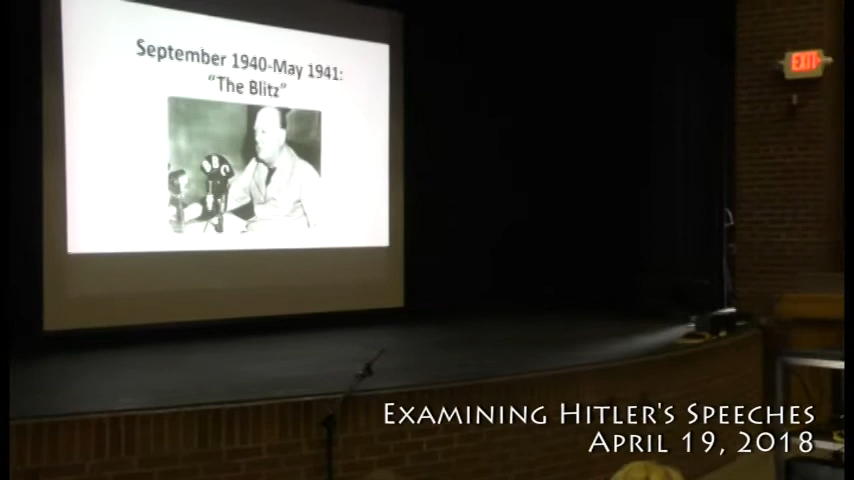 September 1940-May 1941:
"The Blitz"
BBC
EXIT
EXAMINING HITLER'S SPEECHES
APRIL 19, 2018